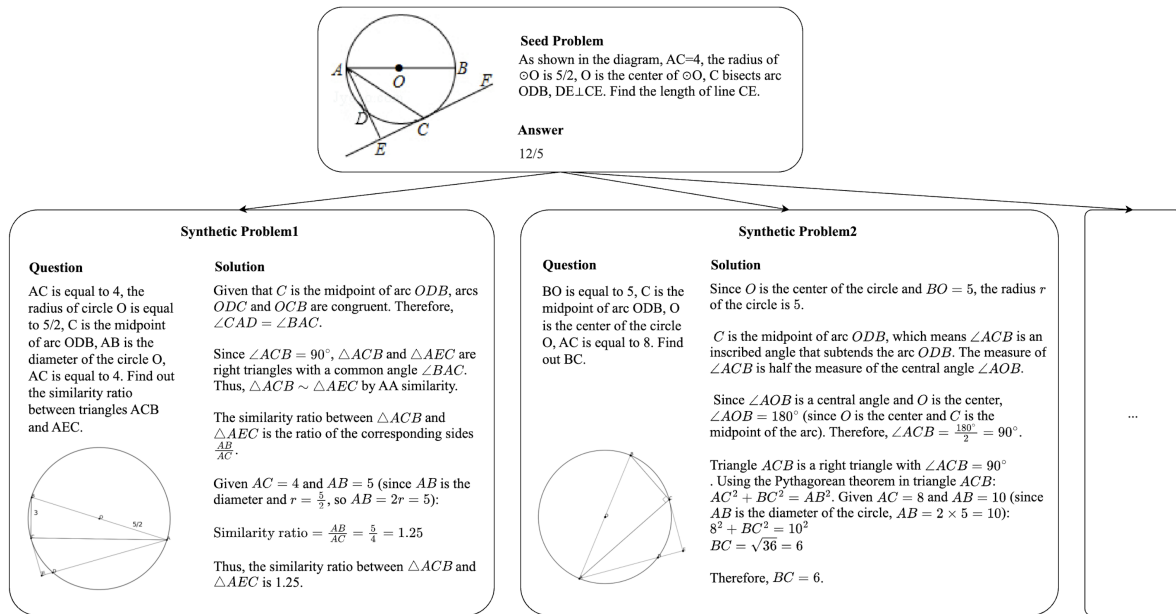 A
O
B
F
D
C
E
Seed Problem
As shown in the diagram, AC=4, the radius of
⊙O is 5/2, O is the center of ⊙O, C bisects arc
ODB, DE⊥CE. Find the length of line CE.
Answer
12/5
Synthetic Problem1
Question
AC is equal to 4, the
radius of circle O is equal
to 5/2, C is the midpoint
of arc ODB, AB is the
diameter of the circle O,
AC is equal to 4. Find out
the similarity ratio
between triangles ACB
and AEC.
3
5/2
Solution
Given that C is the midpoint of arc ODB, arcs
ODC and OCB are congruent. Therefore,
∠CAD = ∠BAC.
Since ∠ACB = 90°, △ACB and △AEC are
right triangles with a common angle ∠BAC.
Thus, △ACB ∼ △AEC by AA similarity.
The similarity ratio between △ACB and
△AEC is the ratio of the corresponding sides
AB/AC.
Given AC = 4 and AB = 5 (since AB is the
diameter and r = 5/2, so AB = 2r = 5):
Similarity ratio = AB/AC = 5/4 = 1.25
Thus, the similarity ratio between △ACB and
△AEC is 1.25.
Synthetic Problem2
Question
BO is equal to 5, C is the
midpoint of arc ODB, O
is the center of the circle
O, AC is equal to 8. Find
out BC.
Solution
Since O is the center of the circle and BO = 5, the radius r
of the circle is 5.
C is the midpoint of arc ODB, which means ∠ACB is an
inscribed angle that subtends the arc ODB. The measure of
∠ACB is half the measure of the central angle ∠AOB.
Since ∠AOB is a central angle and O is the center,
∠AOB = 180° (since O is the center and C is the
midpoint of the arc). Therefore, ∠ACB = 180°/2 = 90°.
Triangle ACB is a right triangle with ∠ACB = 90°
. Using the Pythagorean theorem in triangle ACB:
AC² + BC² = AB². Given AC = 8 and AB = 10 (since
AB is the diameter of the circle, AB = 2 × 5 = 10):
8² + BC² = 10²
BC = √36 = 6
Therefore, BC = 6.
...